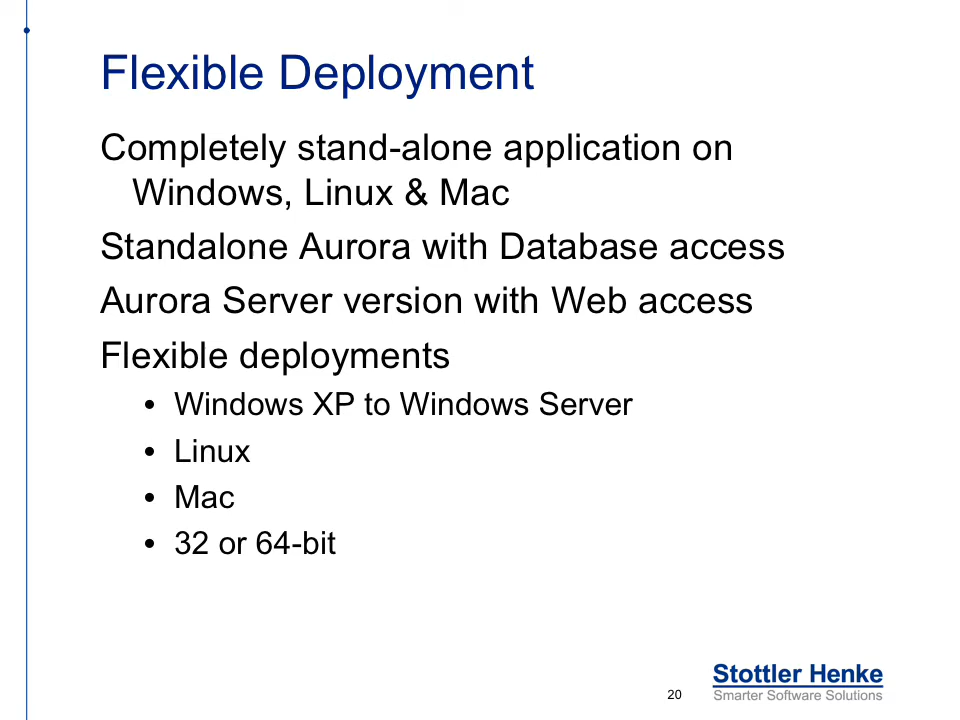 Flexible Deployment
Completely stand-alone application on
Windows, Linux & Mac
Standalone Aurora with Database access
Aurora Server version with Web access
Flexible deployments
• Windows XP to Windows Server
• Linux
• Mac
• 32 or 64-bit
20
Stottler Henke
Smarter Software Solutions